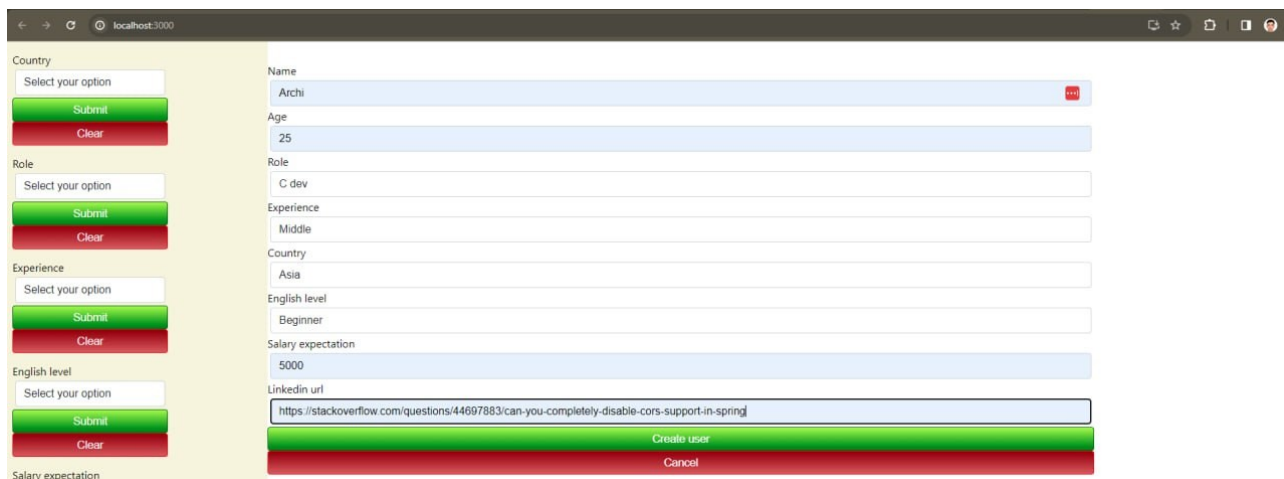 localhost:3000
Country
Select your option
Submit
Clear
Role
Select your option
Submit
Clear
Experience
Select your option
Submit
Clear
English level
Select your option
Submit
Clear
Salary expectation
Name
Archi
Age
25
Role
C dev
Experience
Middle
Country
Asia
English level
Beginner
Salary expectation
5000
Linkedin url
https://stackoverflow.com/questions/44697883/can-you-completely-disable-cors-support-in-spring
Create user
Cancel